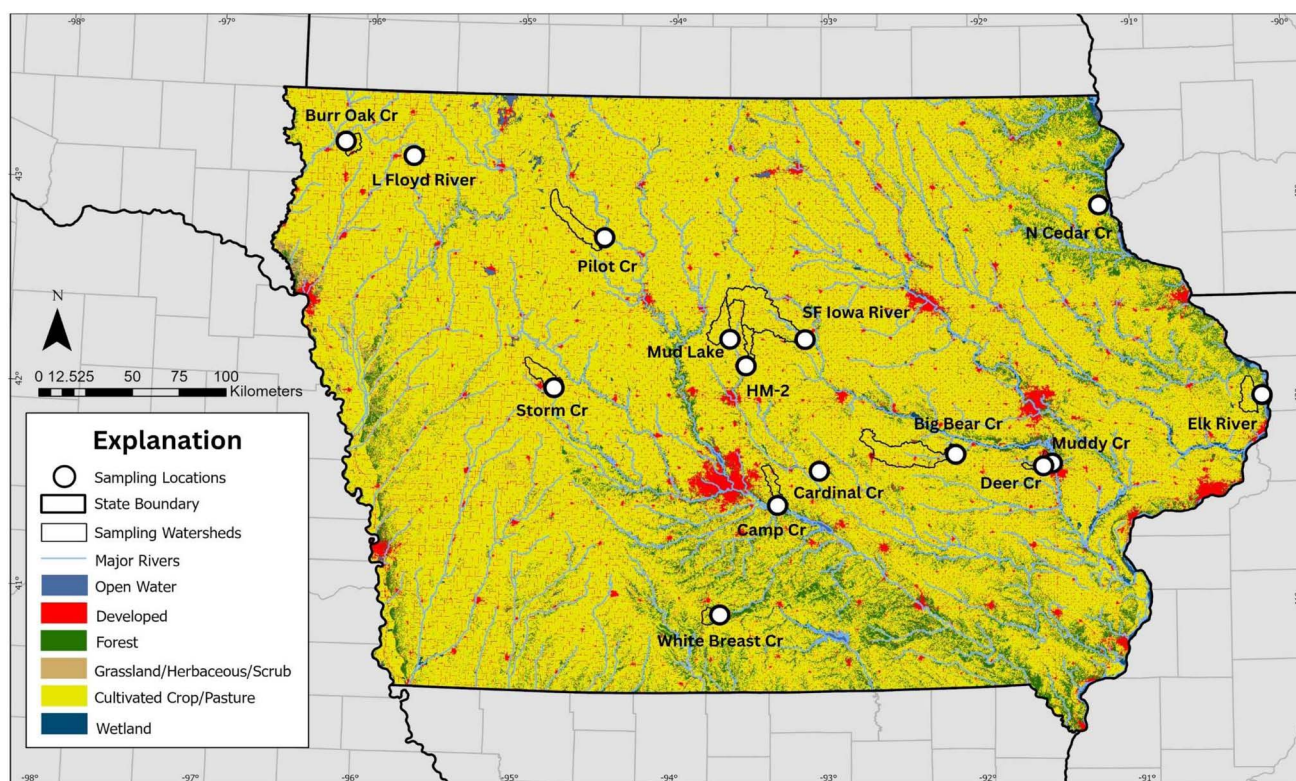 -98°
-97°
-96°
-95°
-94°
-93°
-92°
-91°
-90°
Burr Oak Cr
L Floyd River
N Cedar Cr
43°
Pilot Cr
SF Iowa River
N
Mud Lake
HM-2
42°
0 12.525 50 75 100
Kilometers
Storm Cr
Elk River
Big Bear Cr
Muddy Cr
Deer Cr
Cardinal Cr
Camp Cr
41°
White Breast Cr
Explanation
Sampling Locations
State Boundary
Sampling Watersheds
Major Rivers
Open Water
Developed
Forest
Grassland/Herbaceous/Scrub
Cultivated Crop/Pasture
Wetland
-98°
-97°
-96°
-95°
-94°
-93°
-92°
-91°
-90°